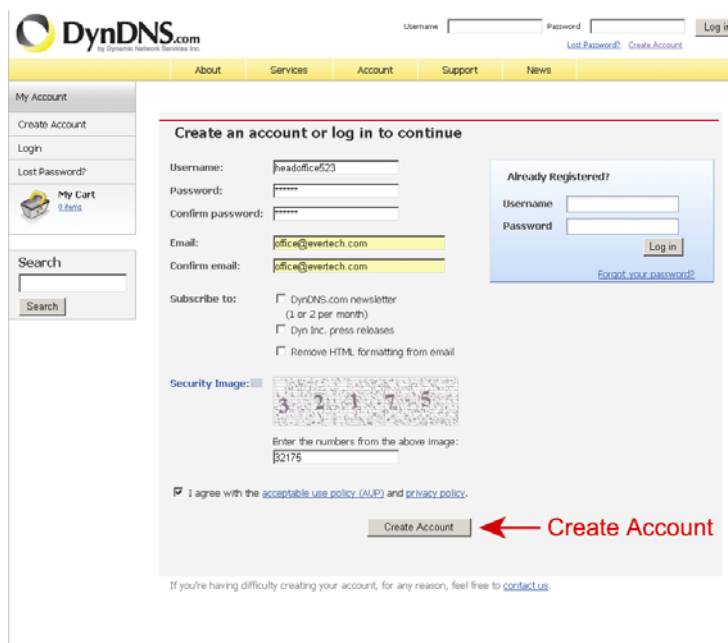 DynDNS.com
by Dynamic Network Services Inc.
Username
Password
Log in
Lost Password? Create Account
About Services Account Support News
My Account
Create Account
Login
Lost Password?
My Cart
0 items
Search
Search
Create an account or log in to continue
Username: headoffice523
Password: ******
Confirm password: ******
Email: office@evertech.com
Confirm email: office@evertech.com
Subscribe to:
DynDNS.com newsletter
(1 or 2 per month)
Dyn Inc. press releases
Remove HTML formatting from email
Security Image:
3 2 1 7 5
Enter the numbers from the above image:
32175
I agree with the acceptable use policy (AUP) and privacy policy.
Create Account
Create Account
Already Registered?
Username
Password
Log in
Forgot your password?
If you're having difficulty creating your account, for any reason, feel free to contact us.